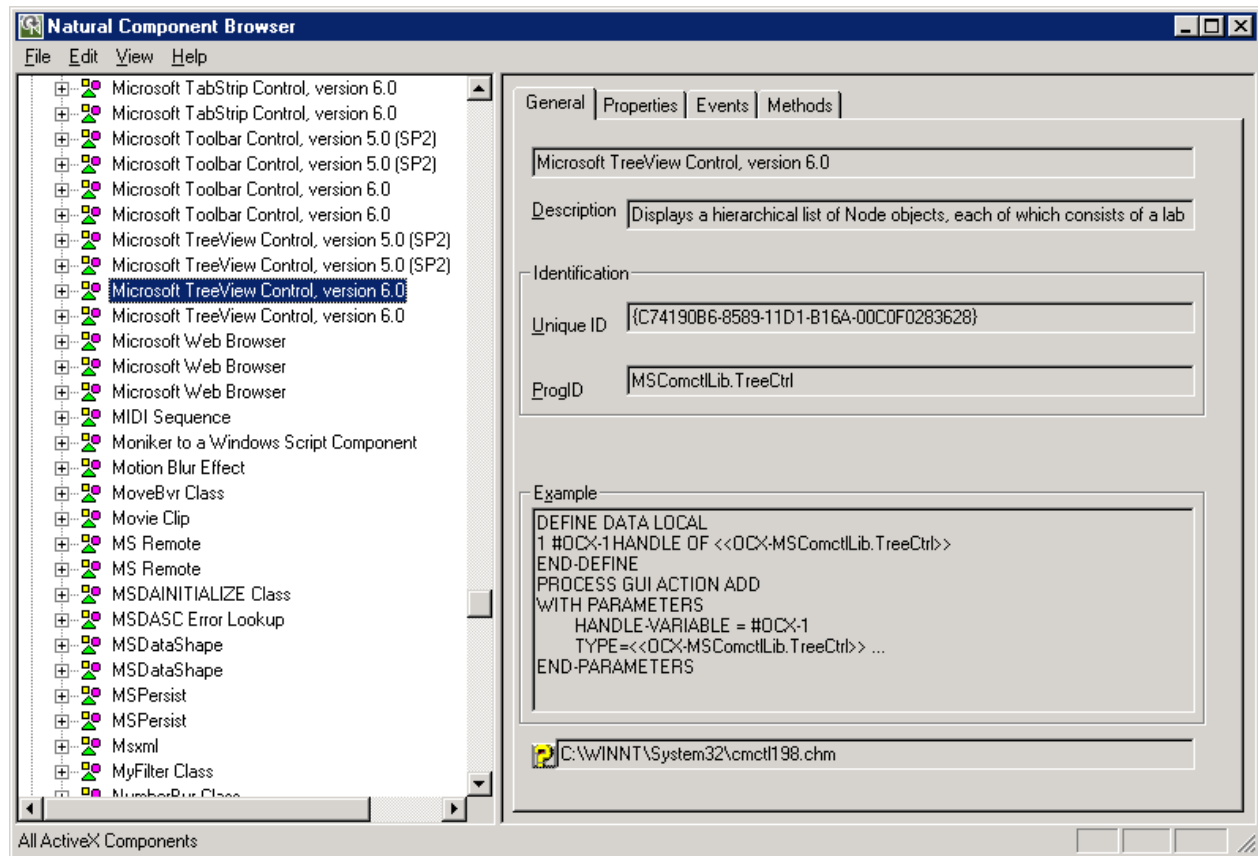 Natural Component Browser
File Edit View Help
Microsoft TabStrip Control, version 6.0
Microsoft TabStrip Control, version 6.0
Microsoft Toolbar Control, version 5.0 (SP2)
Microsoft Toolbar Control, version 5.0 (SP2)
Microsoft Toolbar Control, version 6.0
Microsoft Toolbar Control, version 6.0
Microsoft TreeView Control, version 5.0 (SP2)
Microsoft TreeView Control, version 5.0 (SP2)
Microsoft TreeView Control, version 6.0
Microsoft TreeView Control, version 6.0
Microsoft Web Browser
Microsoft Web Browser
Microsoft Web Browser
MIDI Sequence
Moniker to a Windows Script Component
Motion Blur Effect
MoveBvr Class
Movie Clip
MS Remote
MS Remote
MSDAINITIALIZE Class
MSDASC Error Lookup
MSDataShape
MSDataShape
MSPersist
MSPersist
Msxml
MyFilter Class
NumberBvr Class
General Properties Events Methods
Microsoft TreeView Control, version 6.0
Description Displays a hierarchical list of Node objects, each of which consists of a lab
Identification
Unique ID {C74190B6-8589-11D1-B16A-00C0F0283628}
ProgID MSComctlLib.TreeCtrl
Example
DEFINE DATA LOCAL
1 #OCX-1 HANDLE OF <<OCX-MSComctlLib.TreeCtrl>>
END-DEFINE
PROCESS GUI ACTION ADD
WITH PARAMETERS
HANDLE-VARIABLE = #OCX-1
TYPE=<<OCX-MSComctlLib.TreeCtrl>> ...
END-PARAMETERS
C:\WINNT\System32\cmctl198.chm
All ActiveX Components